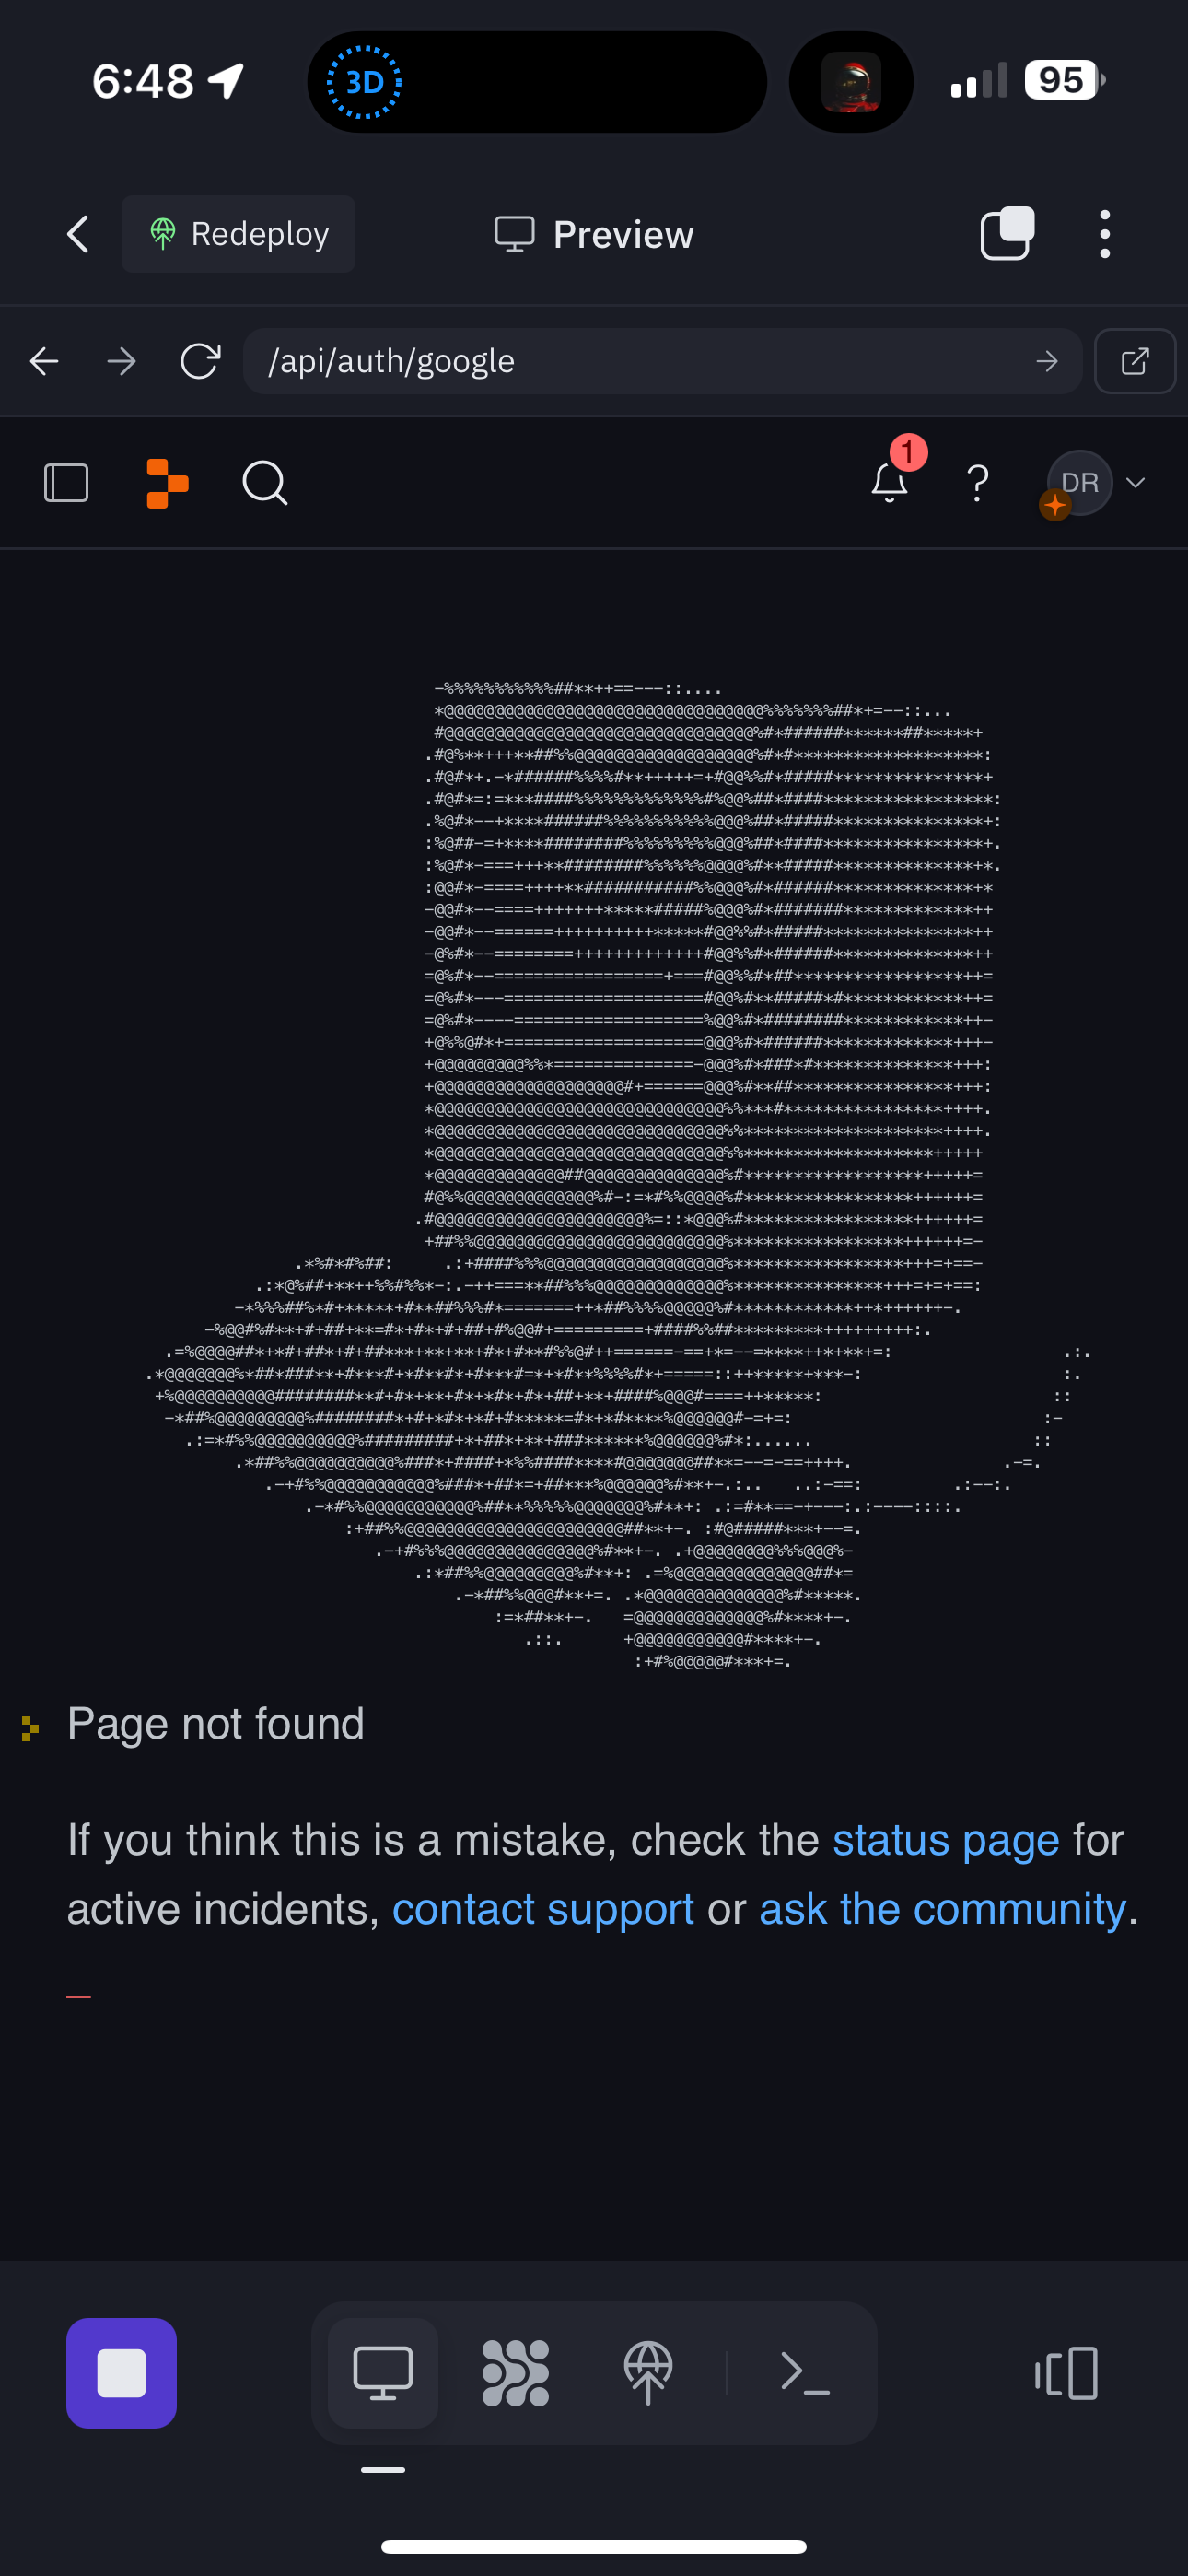 6:48
3D
95
Redeploy
Preview
/api/auth/google
1
?
DR
Page not found
If you think this is a mistake, check the status page for
active incidents, contact support or ask the community.